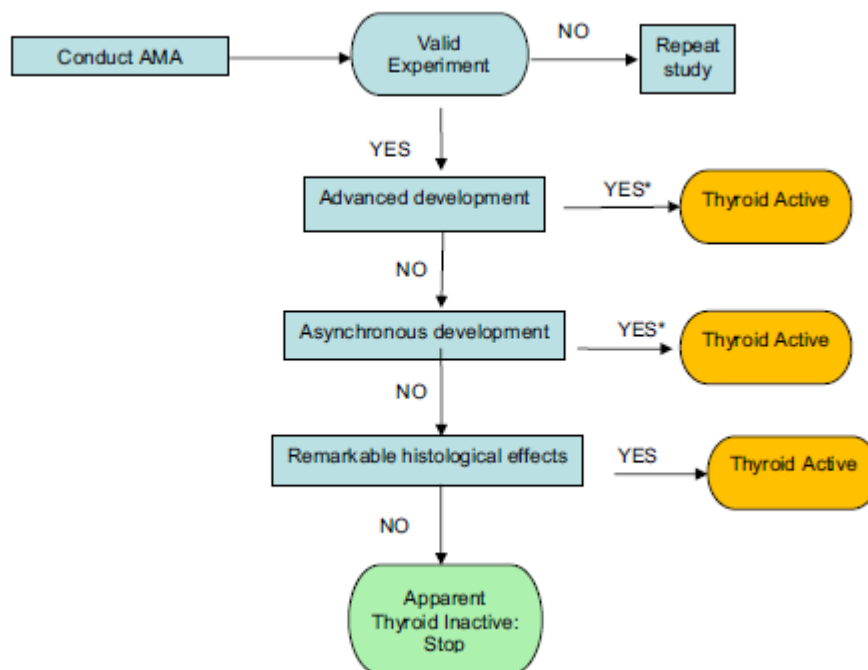 Conduct AMA
Valid
Experiment
NO
Repeat
study
YES
Advanced development
YES*
Thyroid Active
NO
Asynchronous development
YES*
Thyroid Active
NO
Remarkable histological effects
YES
Thyroid Active
NO
Apparent
Thyroid Inactive:
Stop